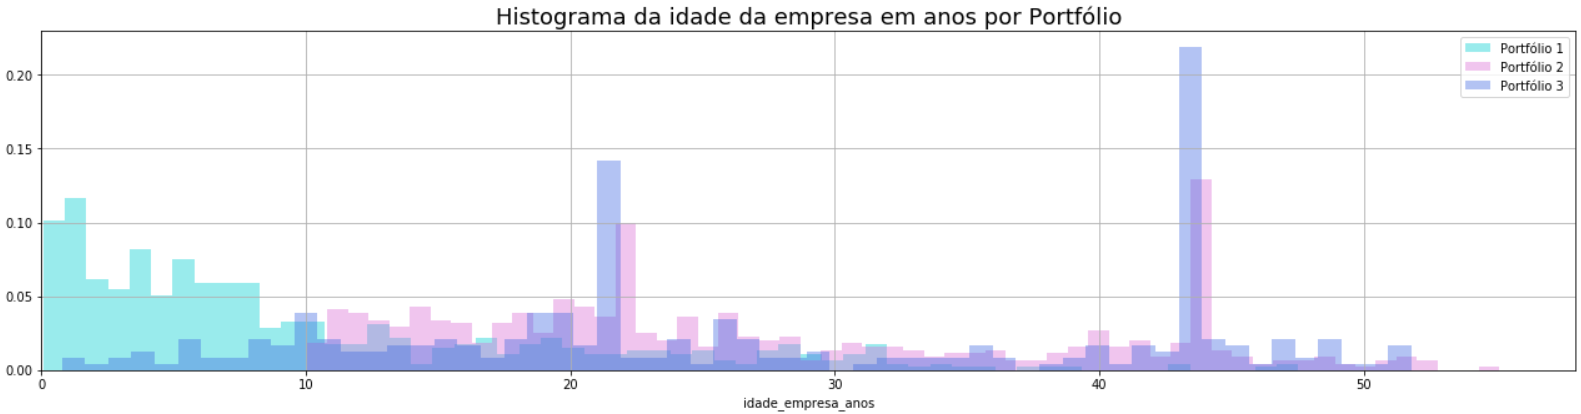 Histograma da idade da empresa em anos por Portfólio
Portfólio 1
Portfólio 2
Portfólio 3
0.20
0.15
0.10
0.05
0.00
0 10 20 30 40 50
idade_empresa_anos